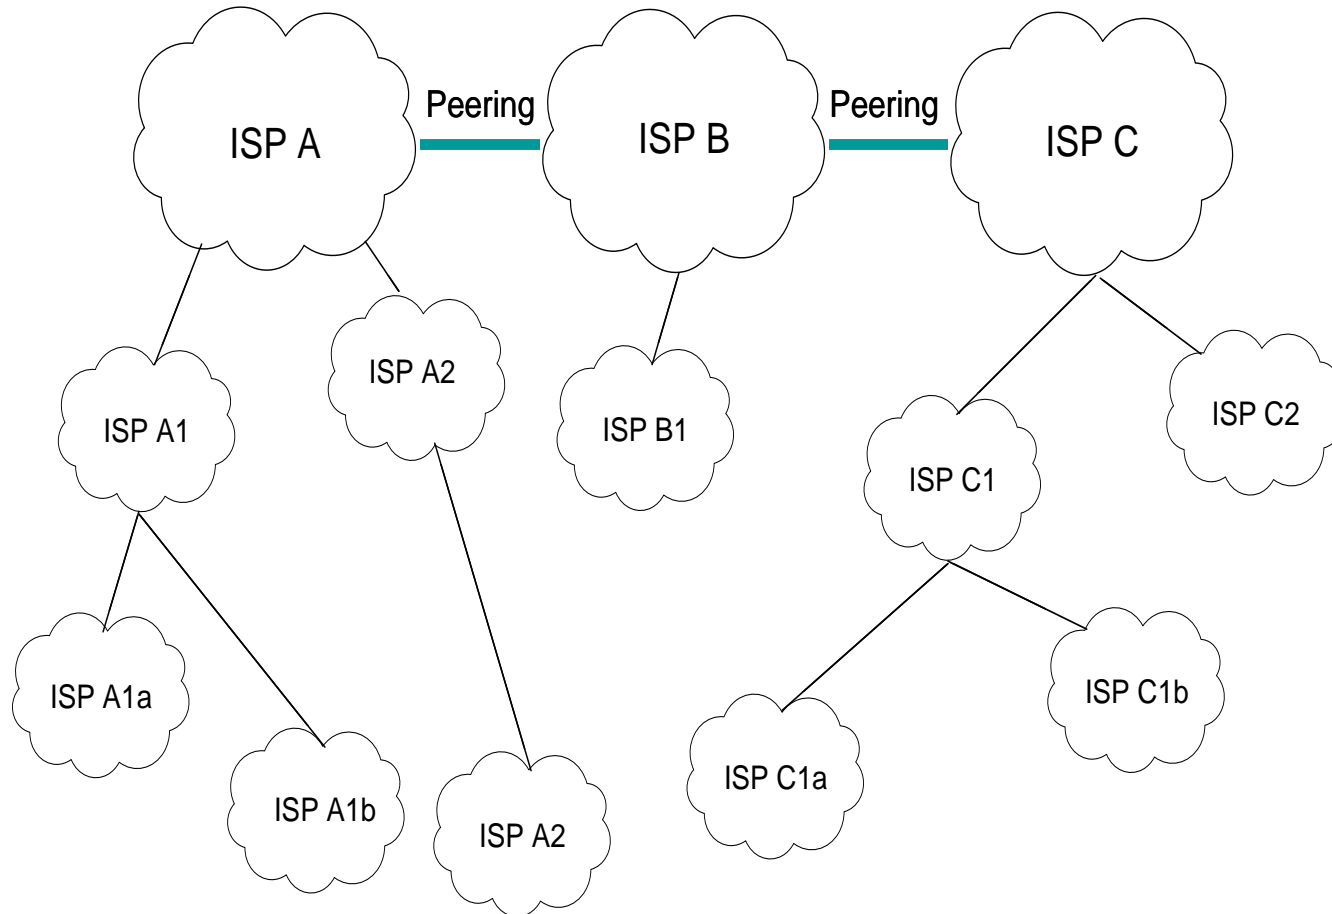 Peering
Peering
ISP A
ISP B
ISP C
ISP A2
ISP A1
ISP B1
ISP C2
ISP C1
ISP A1a
ISP C1b
ISP C1a
ISP A1b
ISP A2